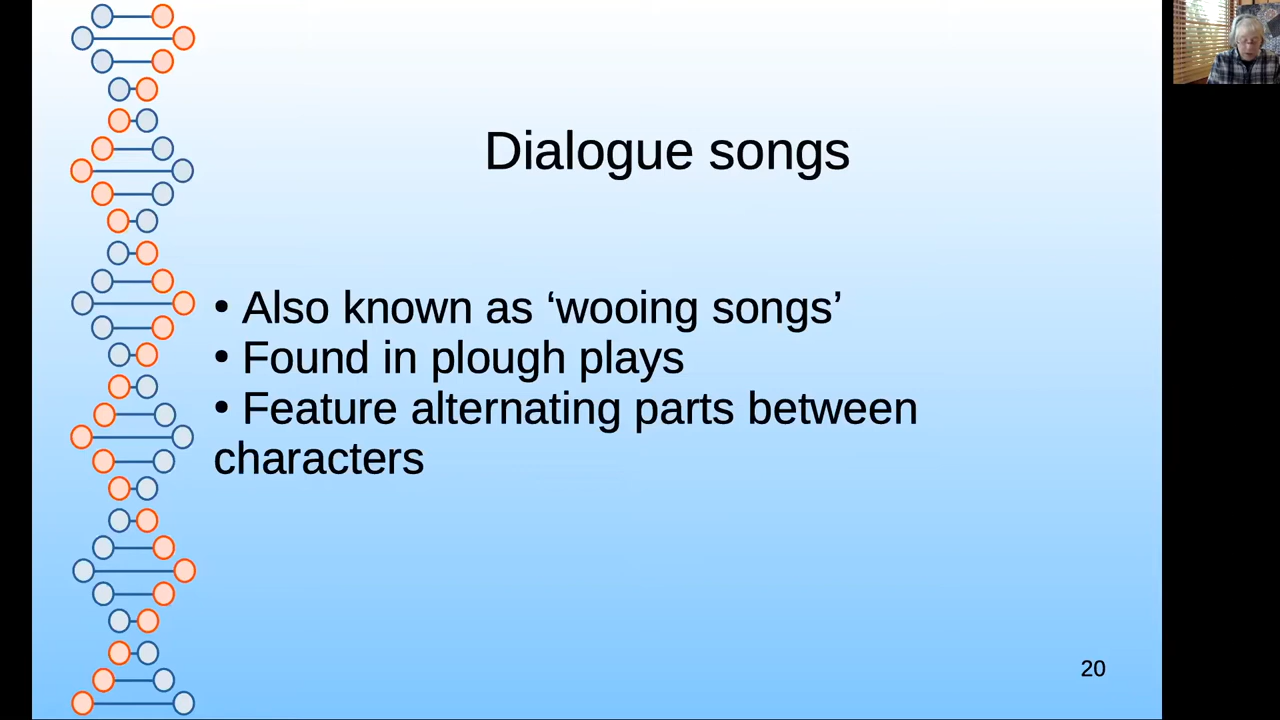 Dialogue songs
• Also known as ‘wooing songs’
• Found in plough plays
• Feature alternating parts between
characters
20